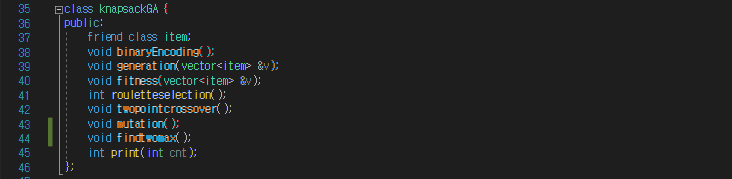 35 class knapsackGA {
36 public:
37 friend class item;
38 void binaryEncoding();
39 void generation(vector<item> &v);
40 void fitness(vector<item> &v);
41 int rouletteselection();
42 void twopointcrossover();
43 void mutation();
44 void findtwomax();
45 int print(int cnt);
46 };